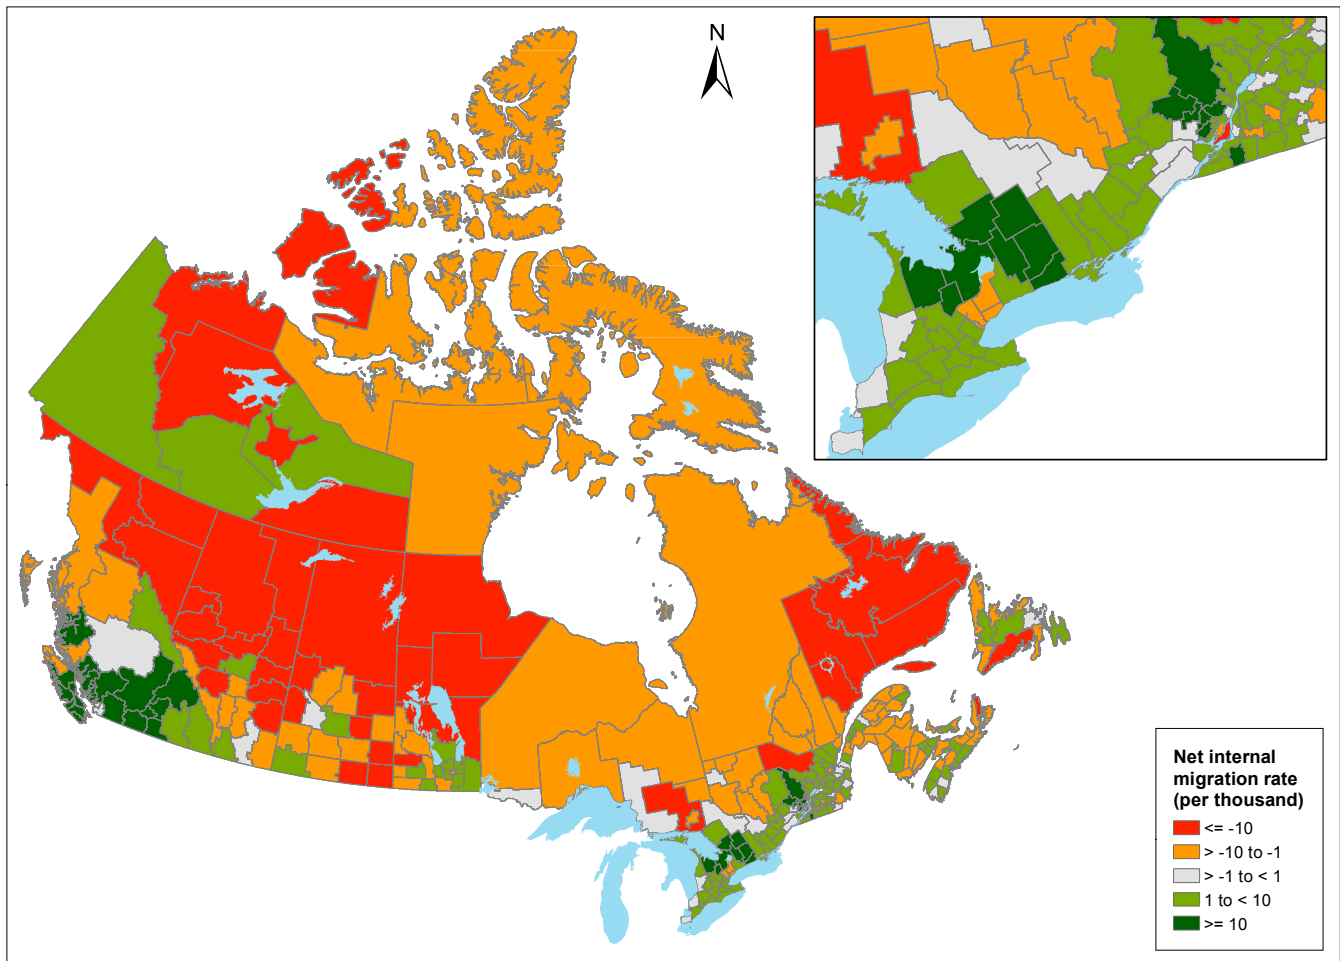 N
Net internal
migration rate
(per thousand)
<= -10
> -10 to -1
> -1 to < 1
1 to < 10
>= 10